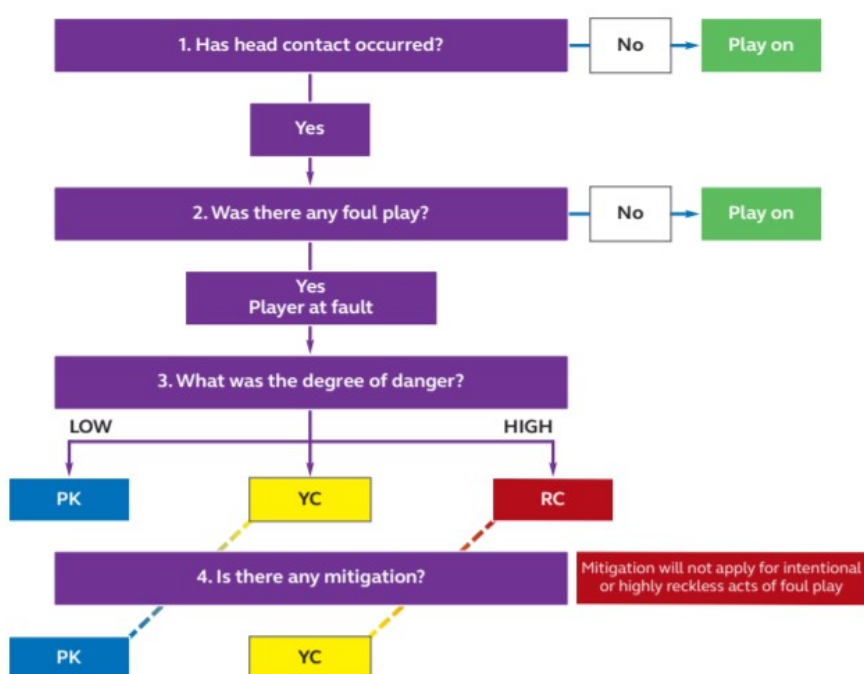 1. Has head contact occurred?
No
Play on
Yes
2. Was there any foul play?
No
Play on
Yes
Player at fault
3. What was the degree of danger?
LOW
HIGH
PK
YC
RC
4. Is there any mitigation?
Mitigation will not apply for intentional
or highly reckless acts of foul play
PK
YC